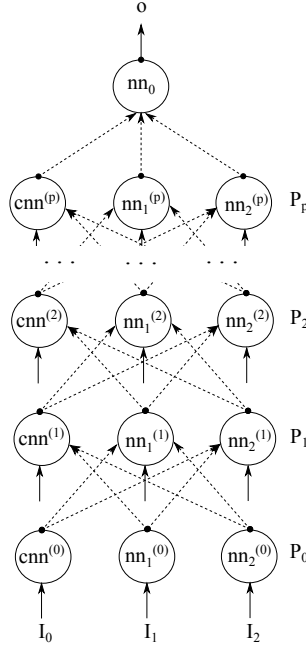 o
nn₀
cnn⁽ᵖ⁾ nn₁⁽ᵖ⁾ nn₂⁽ᵖ⁾ Pₚ
... ... ...
cnn⁽²⁾ nn₁⁽²⁾ nn₂⁽²⁾ P₂
cnn⁽¹⁾ nn₁⁽¹⁾ nn₂⁽¹⁾ P₁
cnn⁽⁰⁾ nn₁⁽⁰⁾ nn₂⁽⁰⁾ P₀
I₀ I₁ I₂